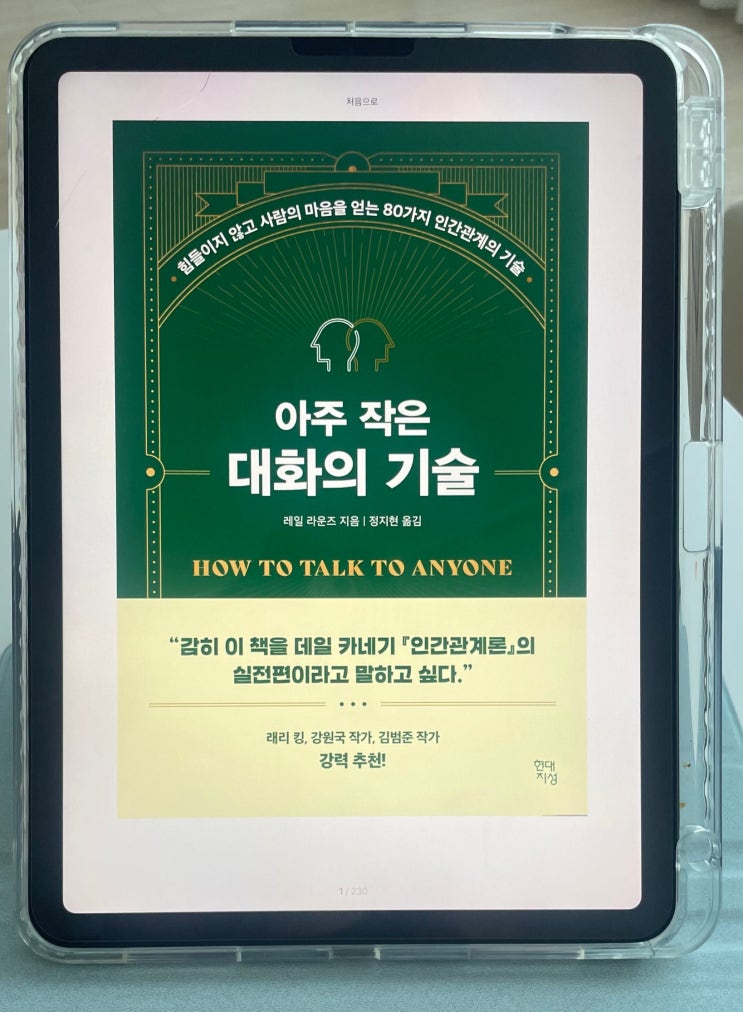 처음으로
힘들이지 않고 사람의 마음을 얻는 80가지 인간관계의 기술
아주 작은
대화의 기술
레일 라운즈 지음 | 정지현 옮김
HOW TO TALK TO ANYONE
“감히 이 책을 데일 카네기 『인간관계론』의
실전편이라고 말하고 싶다.”
래리 킹, 강원국 작가, 김범준 작가
강력 추천!
현대
지성
1 / 230